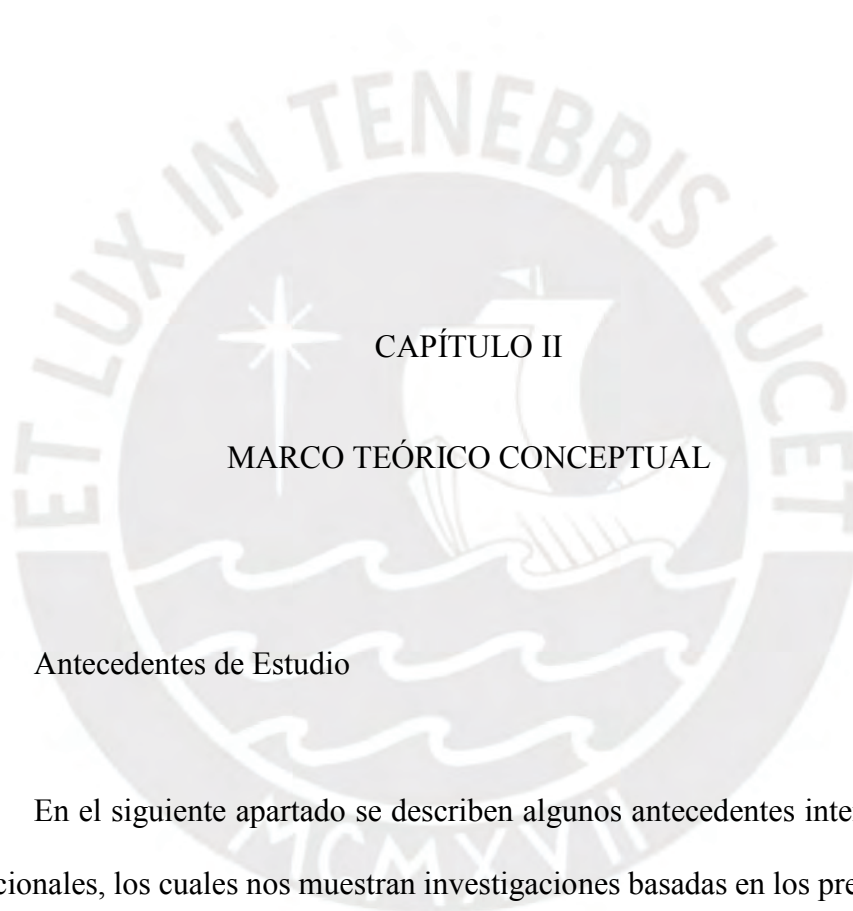 ET LUX IN TENEBRIS LUCET
CAPÍTULO II
MARCO TEÓRICO CONCEPTUAL
Antecedentes de Estudio
En el siguiente apartado se describen algunos antecedentes inte
cionales, los cuales nos muestran investigaciones basadas en los pre
MCMXVII